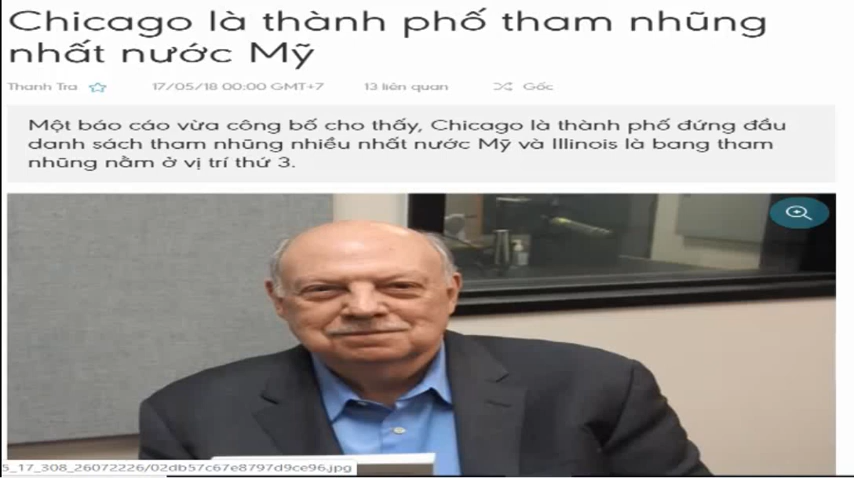 Chicago là thành phố tham nhũng
nhất nước Mỹ
Thanh Tra 17/05/18 00:00 GMT+7 13 liên quan Gốc
Một báo cáo vừa công bố cho thấy, Chicago là thành phố đứng đầu
danh sách tham nhũng nhiều nhất nước Mỹ và Illinois là bang tham
nhũng nằm ở vị trí thứ 3.
5_17_308_26072226/02db57c67e8797d9ce96.jpg